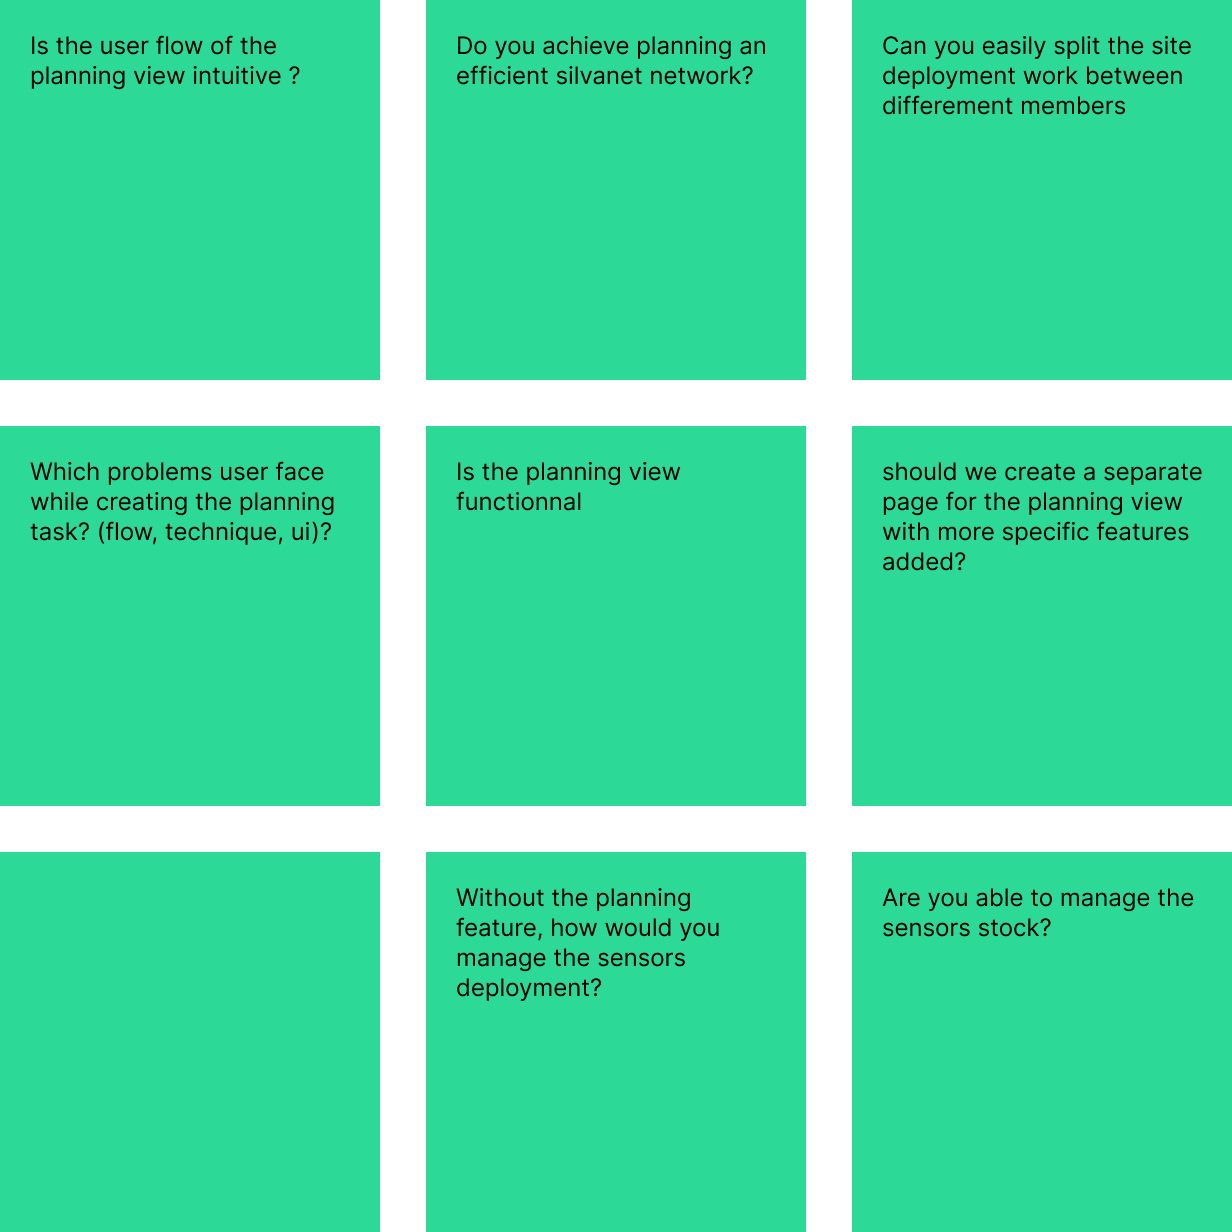 Is the user flow of the
planning view intuitive ?
Do you achieve planning an
efficient silvanet network?
Can you easily split the site
deployment work between
differement members
Which problems user face
while creating the planning
task? (flow, technique, ui)?
Is the planning view
functionnal
should we create a separate
page for the planning view
with more specific features
added?
Without the planning
feature, how would you
manage the sensors
deployment?
Are you able to manage the
sensors stock?